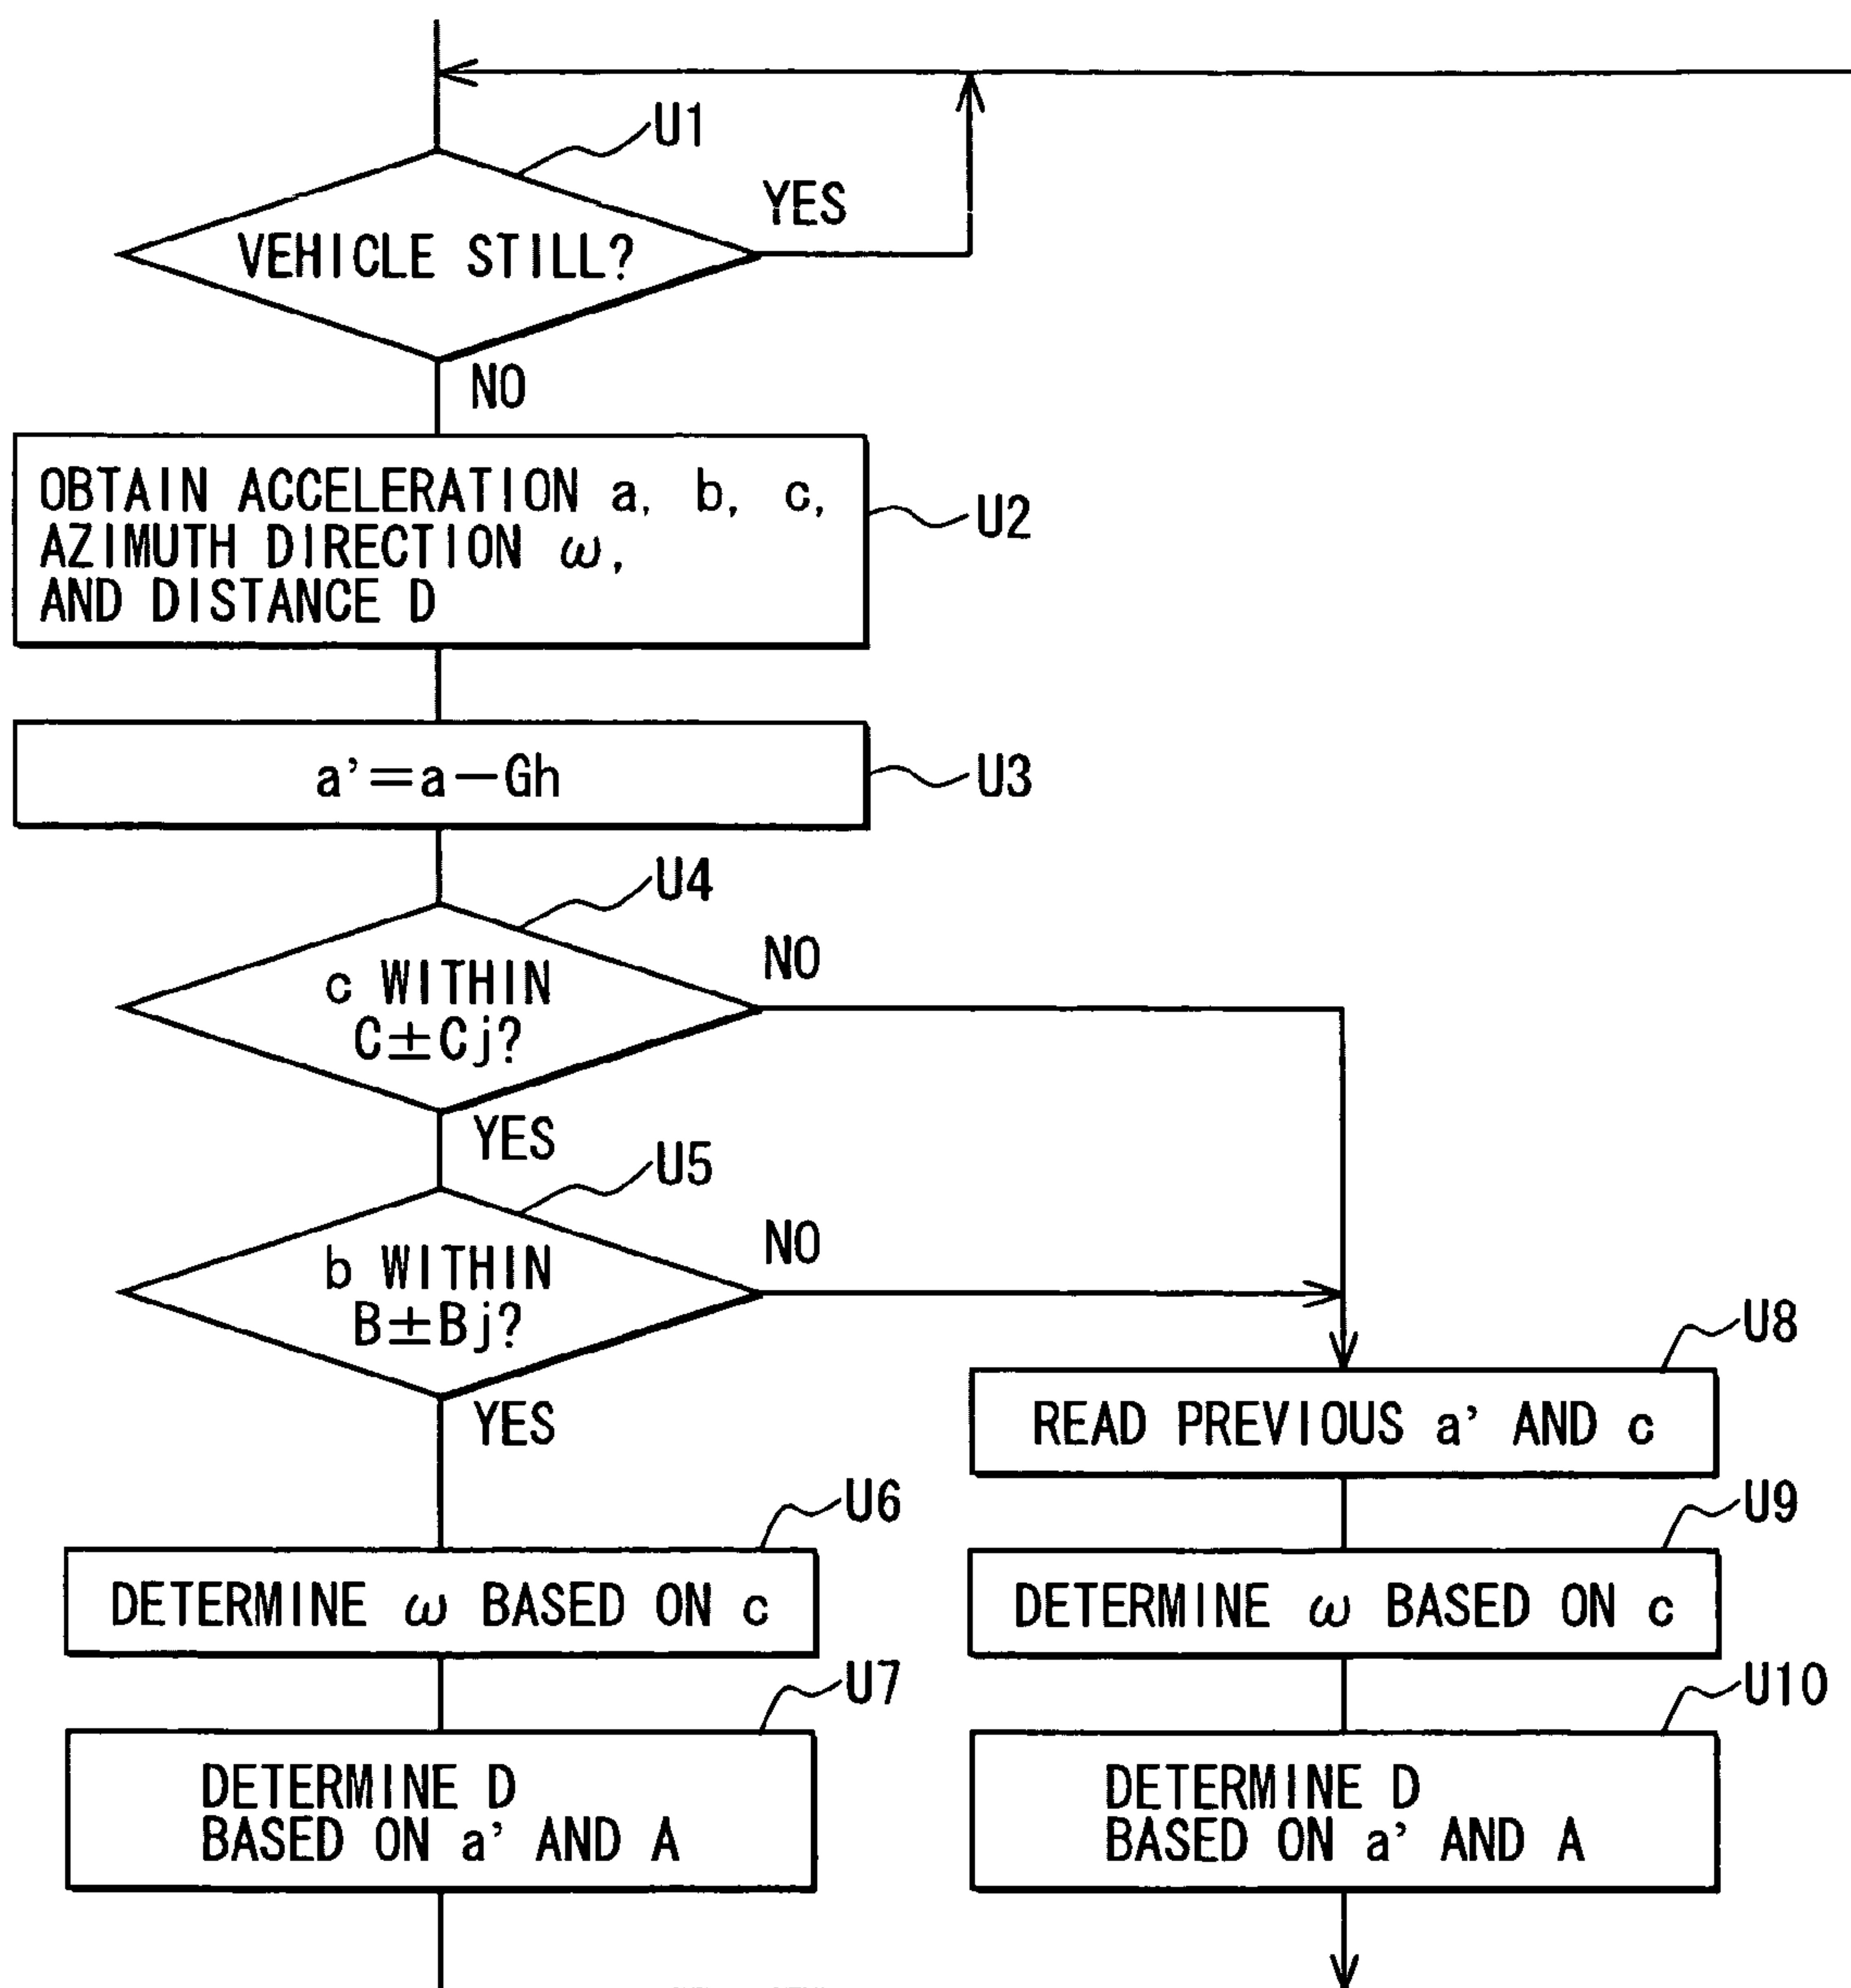 U1
YES
VEHICLE STILL?
NO
OBTAIN ACCELERATION a, b, c,
AZIMUTH DIRECTION ω,
AND DISTANCE D
U2
a'=a−Gh
U3
U4
NO
c WITHIN
C±Cj?
YES
U5
NO
b WITHIN
B±Bj?
YES
U8
READ PREVIOUS a' AND c
U6
DETERMINE ω BASED ON c
U9
DETERMINE ω BASED ON c
U7
DETERMINE D
BASED ON a' AND A
U10
DETERMINE D
BASED ON a' AND A